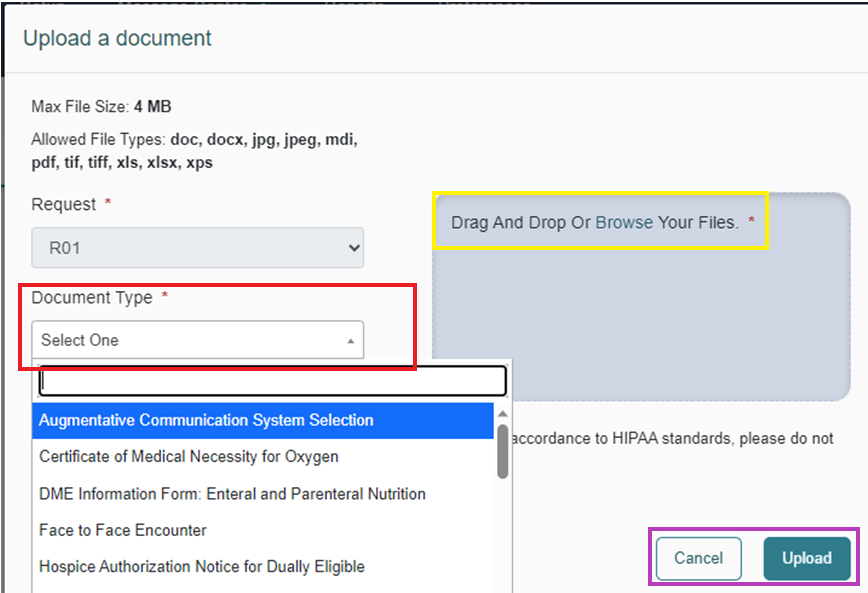 Upload a document
Max File Size: 4 MB
Allowed File Types: doc, docx, jpg, jpeg, mdi,
pdf, tif, tiff, xls, xlsx, xps
Request *
R01
Drag And Drop Or Browse Your Files. *
Document Type *
Select One
Augmentative Communication System Selection
Certificate of Medical Necessity for Oxygen
DME Information Form: Enteral and Parenteral Nutrition
Face to Face Encounter
Hospice Authorization Notice for Dually Eligible
accordance to HIPAA standards, please do not
Cancel
Upload